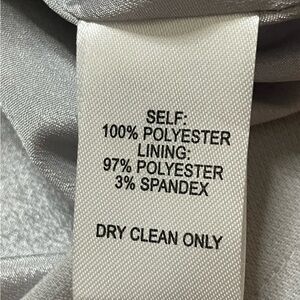 SELF:
100% POLYESTER
LINING:
97% POLYESTER
3% SPANDEX
DRY CLEAN ONLY